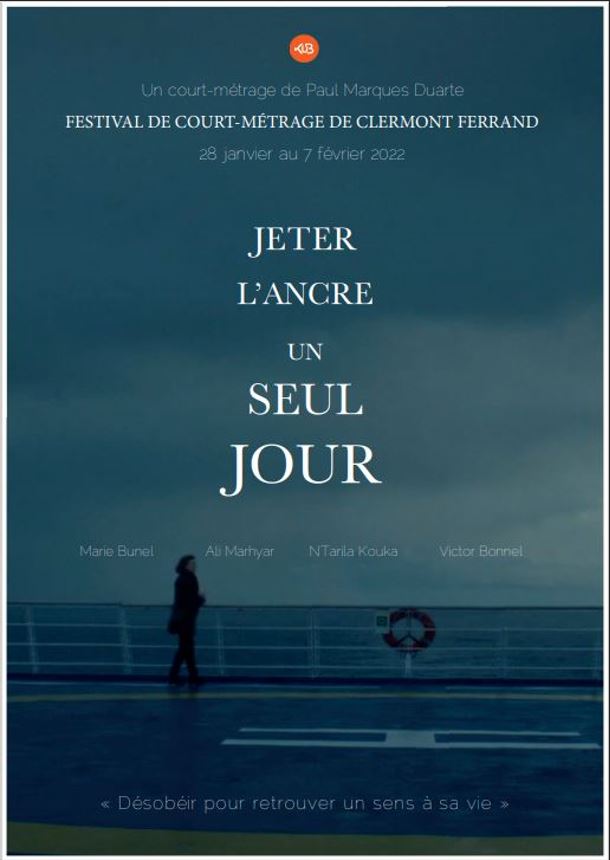 Un court-métrage de Paul Marques Duarte
FESTIVAL DE COURT-MÉTRAGE DE CLERMONT FERRAND
28 janvier au 7 février 2022
JETER
L'ANCRE
UN
SEUL
JOUR
Marie Bunel Ali Marhyar N'Tarila Kouka Victor Bonnel
« Désobéir pour retrouver un sens à sa vie »